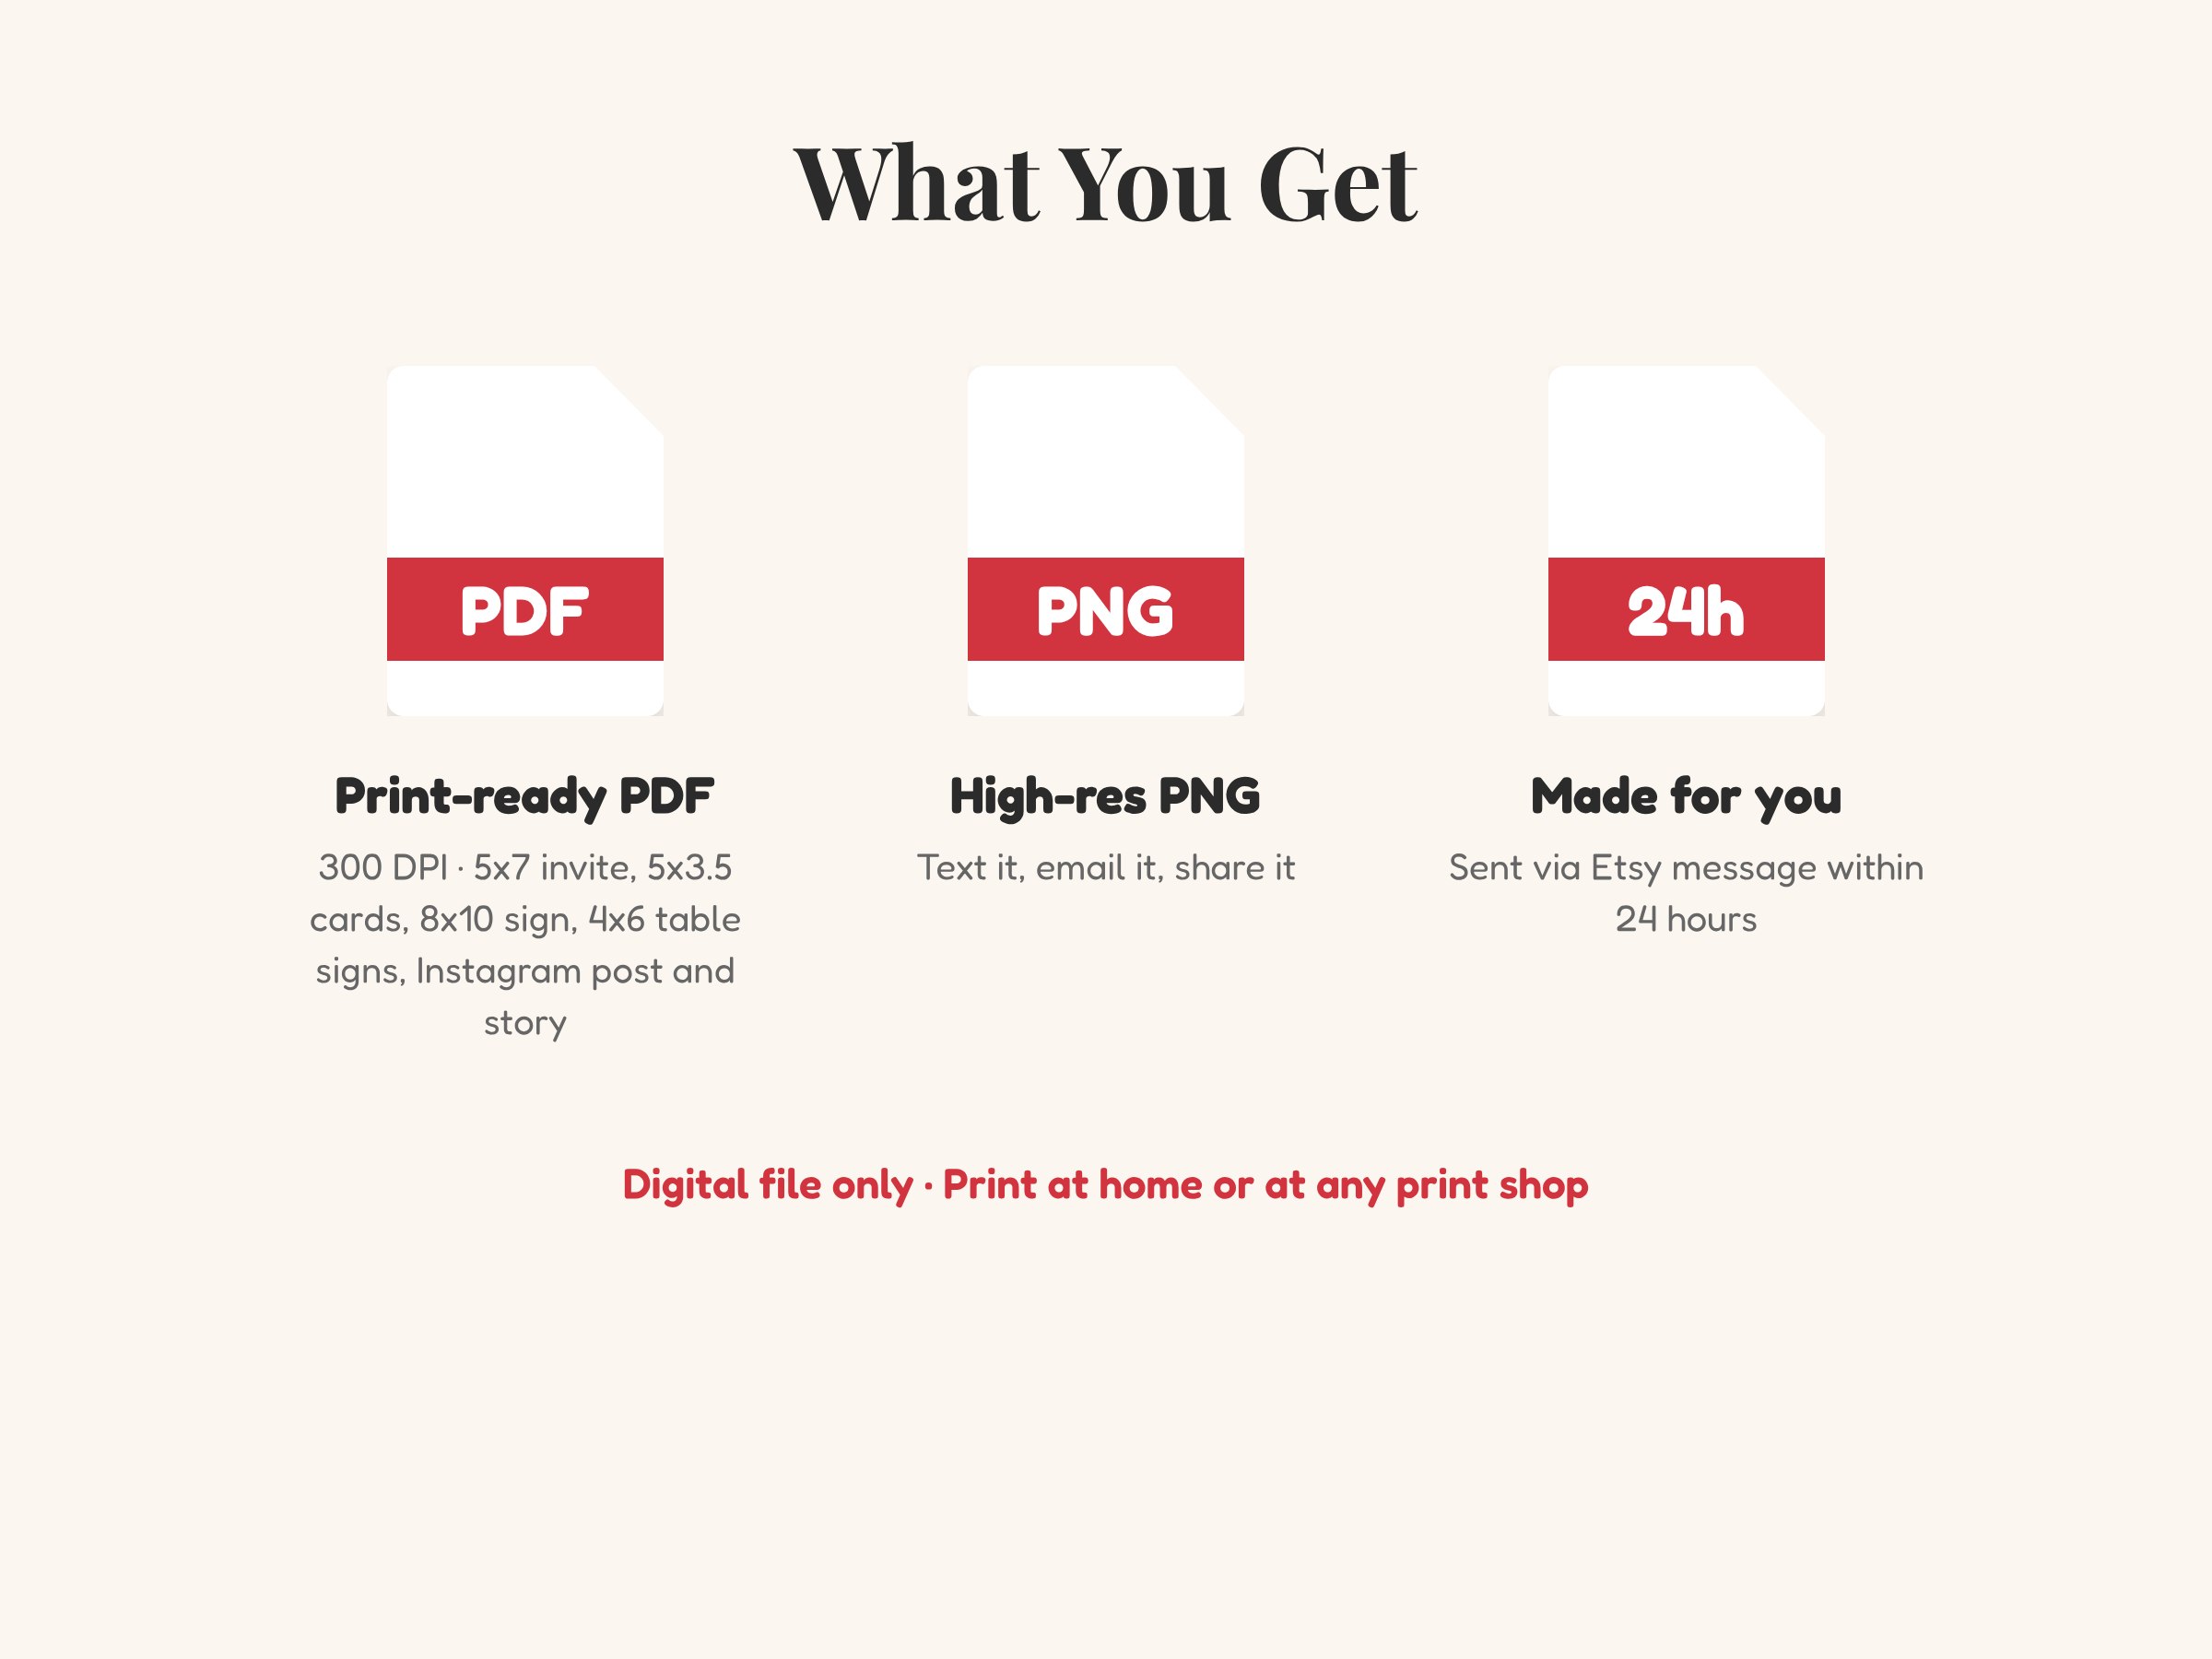 What You Get
PDF
PNG
24h
Print-ready PDF
300 DPI · 5x7 invite, 5x3.5
cards, 8x10 sign, 4x6 table
signs, Instagram post and
story
High-res PNG
Text it, email it, share it
Made for you
Sent via Etsy message within
24 hours
Digital file only · Print at home or at any print shop